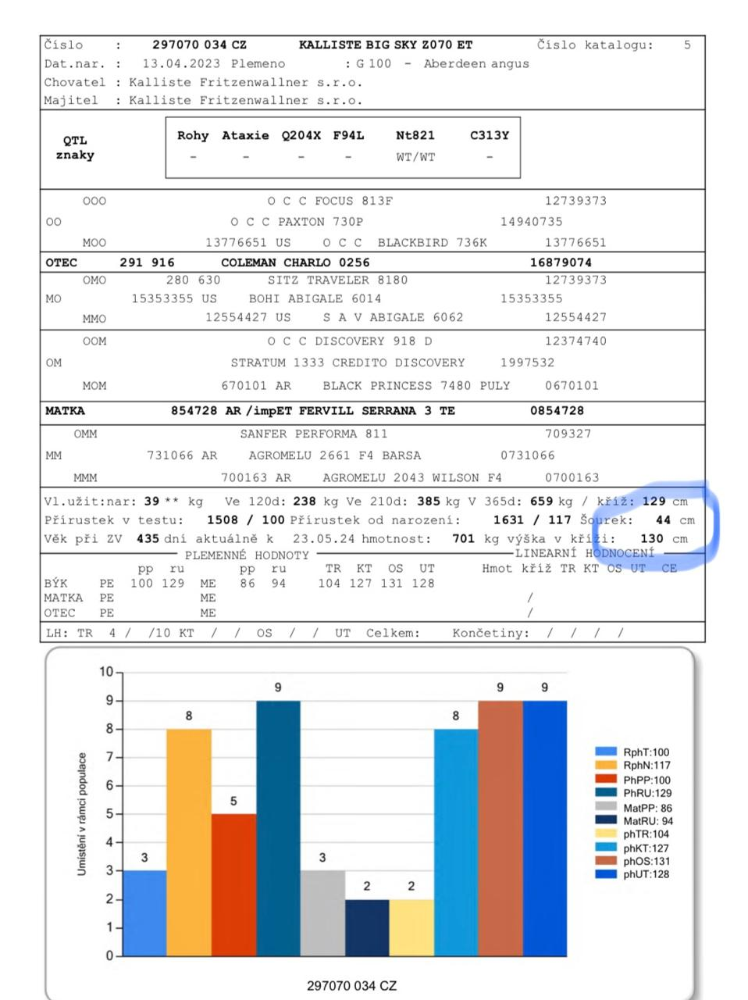 Číslo : 297070 034 CZ KALLISTE BIG SKY Z070 ET Číslo katalogu: 5
Dat.nar. : 13.04.2023 Plemeno : G 100 - Aberdeen angus
Chovatel : Kalliste Fritzenwallner s.r.o.
Majitel : Kalliste Fritzenwallner s.r.o.
QTL znaky
Rohy Ataxie Q204X F94L Nt821 C313Y
- - - - WT/WT -
OOO O C C FOCUS 813F 12739373
OO O C C PAXTON 730P 14940735
MOO 13776651 US O C C BLACKBIRD 736K 13776651
OTEC 291 916 COLEMAN CHARLO 0256 16879074
OMO 280 630 SITZ TRAVELER 8180 12739373
MO 15353355 US BOHI ABIGALE 6014 15353355
MMO 12554427 US S A V ABIGALE 6062 12554427
OOM O C C DISCOVERY 918 D 12374740
OM STRATUM 1333 CREDITO DISCOVERY 1997532
MOM 670101 AR BLACK PRINCESS 7480 PULY 0670101
MATKA 854728 AR /impET FERVILL SERRANA 3 TE 0854728
OMM SANFER PERFORMA 811 709327
MM 731066 AR AGROMELU 2661 F4 BARSA 0731066
MMM 700163 AR AGROMELU 2043 WILSON F4 0700163
Vl.užit:nar: 39 ** kg Ve 120d: 238 kg Ve 210d: 385 kg V 365d: 659 kg / kříž: 129 cm
Přírustek v testu: 1508 / 100 Přírustek od narození: 1631 / 117 Šourek: 44 cm
Věk při ZV 435 dní aktuálně k 23.05.24 hmotnost: 701 kg výška v kříži: 130 cm
PLEMENNÉ HODNOTY LINEARNÍ HODNOCENÍ
pp ru pp ru TR KT OS UT Hmot kříž TR KT OS UT CE
BÝK PE 100 129 ME 86 94 104 127 131 128
MATKA PE ME /
OTEC PE ME /
LH: TR 4 / /10 KT / / OS / / UT Celkem: Končetiny: / / / /
Umístění v rámci populace
10
9
8
7
6
5
4
3
2
1
0
3
8
5
9
3
2
2
8
9
9
RphT:100
RphN:117
PhPP:100
PhRU:129
MatPP: 86
MatRU: 94
phTR:104
phKT:127
phOS:131
phUT:128
297070 034 CZ